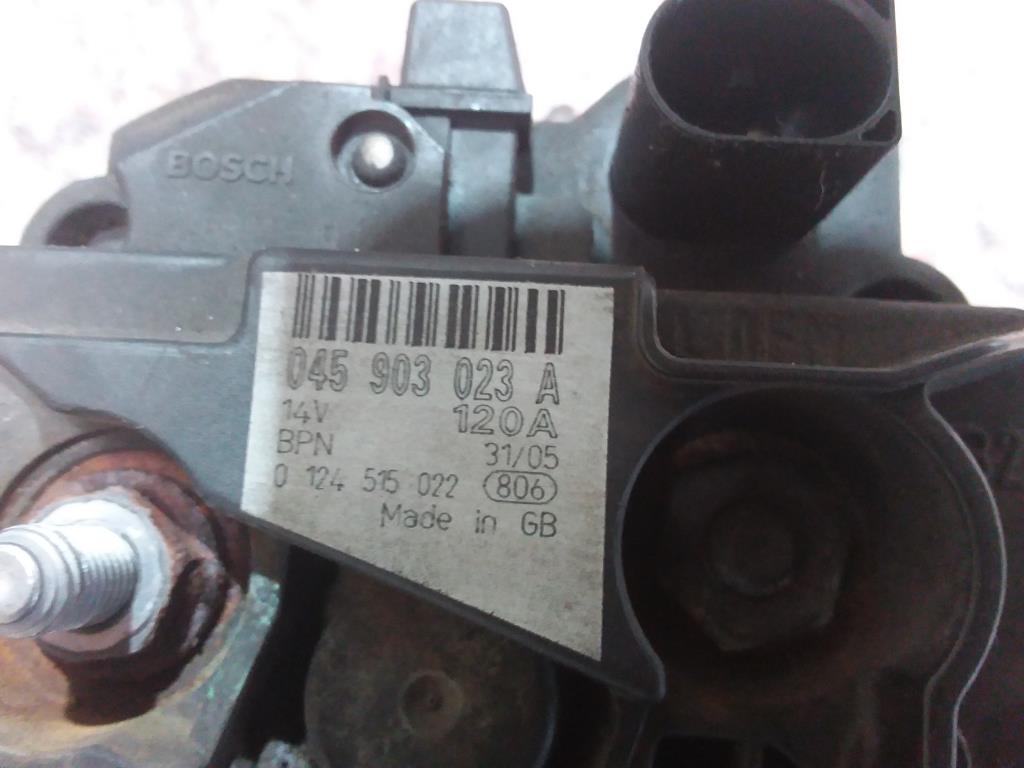 BOSCH
045 903 023 A
14V 120A
BPN 31/05
0 124 515 022 806
Made in GB